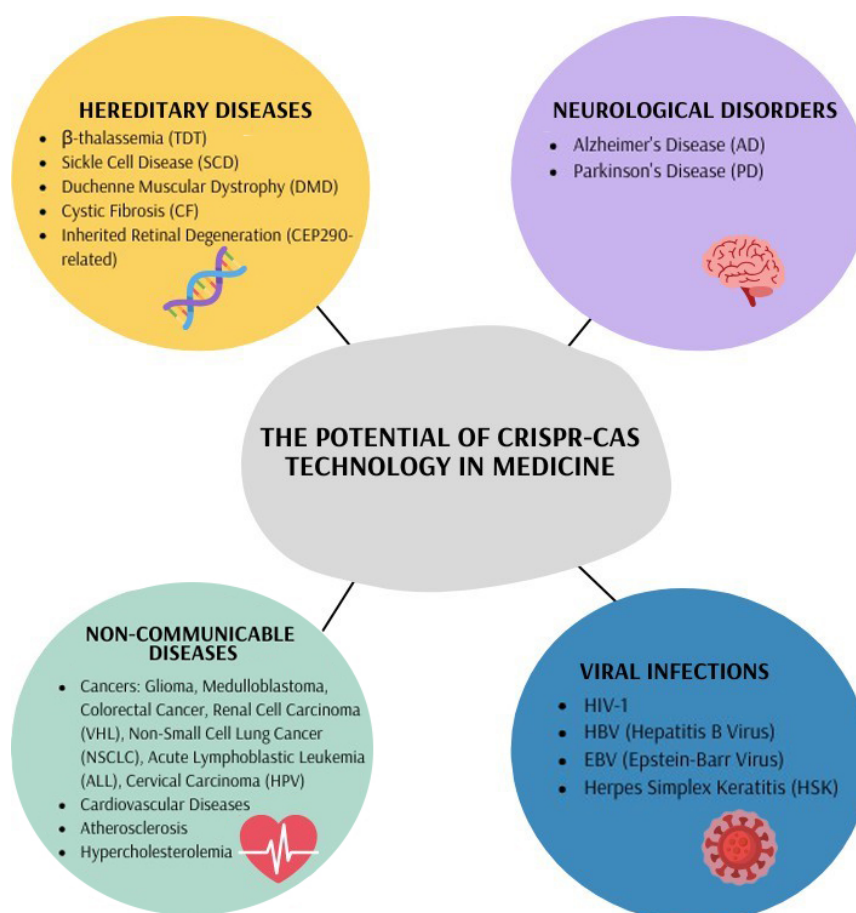 HEREDITARY DISEASES
• β-thalassemia (TDT)
• Sickle Cell Disease (SCD)
• Duchenne Muscular Dystrophy (DMD)
• Cystic Fibrosis (CF)
• Inherited Retinal Degeneration (CEP290-
related)
NEUROLOGICAL DISORDERS
• Alzheimer's Disease (AD)
• Parkinson's Disease (PD)
THE POTENTIAL OF CRISPR-CAS
TECHNOLOGY IN MEDICINE
NON-COMMUNICABLE
DISEASES
• Cancers: Glioma, Medulloblastoma,
Colorectal Cancer, Renal Cell Carcinoma
(VHL), Non-Small Cell Lung Cancer
(NSCLC), Acute Lymphoblastic Leukemia
(ALL), Cervical Carcinoma (HPV)
• Cardiovascular Diseases
• Atherosclerosis
• Hypercholesterolemia
VIRAL INFECTIONS
• HIV-1
• HBV (Hepatitis B Virus)
• EBV (Epstein-Barr Virus)
• Herpes Simplex Keratitis (HSK)